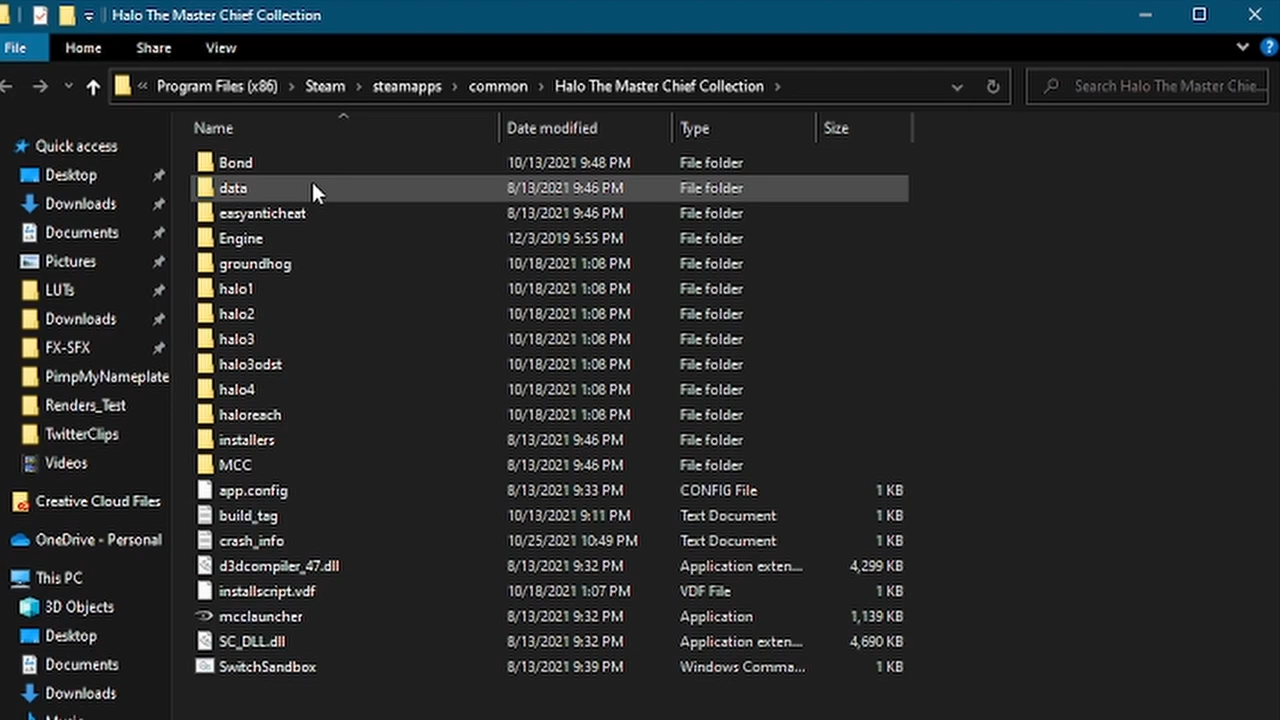 Halo The Master Chief Collection
File Home Share View
« Program Files (x86) › Steam › steamapps › common › Halo The Master Chief Collection › Search Halo The Master Chie...
Name Date modified Type Size
Quick access
Desktop
Downloads
Documents
Pictures
LUTs
Downloads
FX-SFX
PimpMyNameplate
Renders_Test
TwitterClips
Videos
Creative Cloud Files
OneDrive - Personal
This PC
3D Objects
Desktop
Documents
Downloads
Music
Bond 10/13/2021 9:48 PM File folder
data 8/13/2021 9:46 PM File folder
easyanticheat 8/13/2021 9:46 PM File folder
Engine 12/3/2019 5:55 PM File folder
groundhog 10/18/2021 1:08 PM File folder
halo1 10/18/2021 1:08 PM File folder
halo2 10/18/2021 1:08 PM File folder
halo3 10/18/2021 1:08 PM File folder
halo3odst 10/18/2021 1:08 PM File folder
halo4 10/18/2021 1:08 PM File folder
haloreach 10/18/2021 1:08 PM File folder
installers 8/13/2021 9:46 PM File folder
MCC 8/13/2021 9:46 PM File folder
app.config 8/13/2021 9:33 PM CONFIG File 1 KB
build_tag 10/13/2021 9:11 PM Text Document 1 KB
crash_info 10/25/2021 10:49 PM Text Document 1 KB
d3dcompiler_47.dll 8/13/2021 9:32 PM Application exten... 4,299 KB
installscript.vdf 10/18/2021 1:07 PM VDF File 1 KB
mcclauncher 8/13/2021 9:32 PM Application 1,139 KB
SC_DLL.dll 8/13/2021 9:32 PM Application exten... 4,690 KB
SwitchSandbox 8/13/2021 9:39 PM Windows Comma... 1 KB